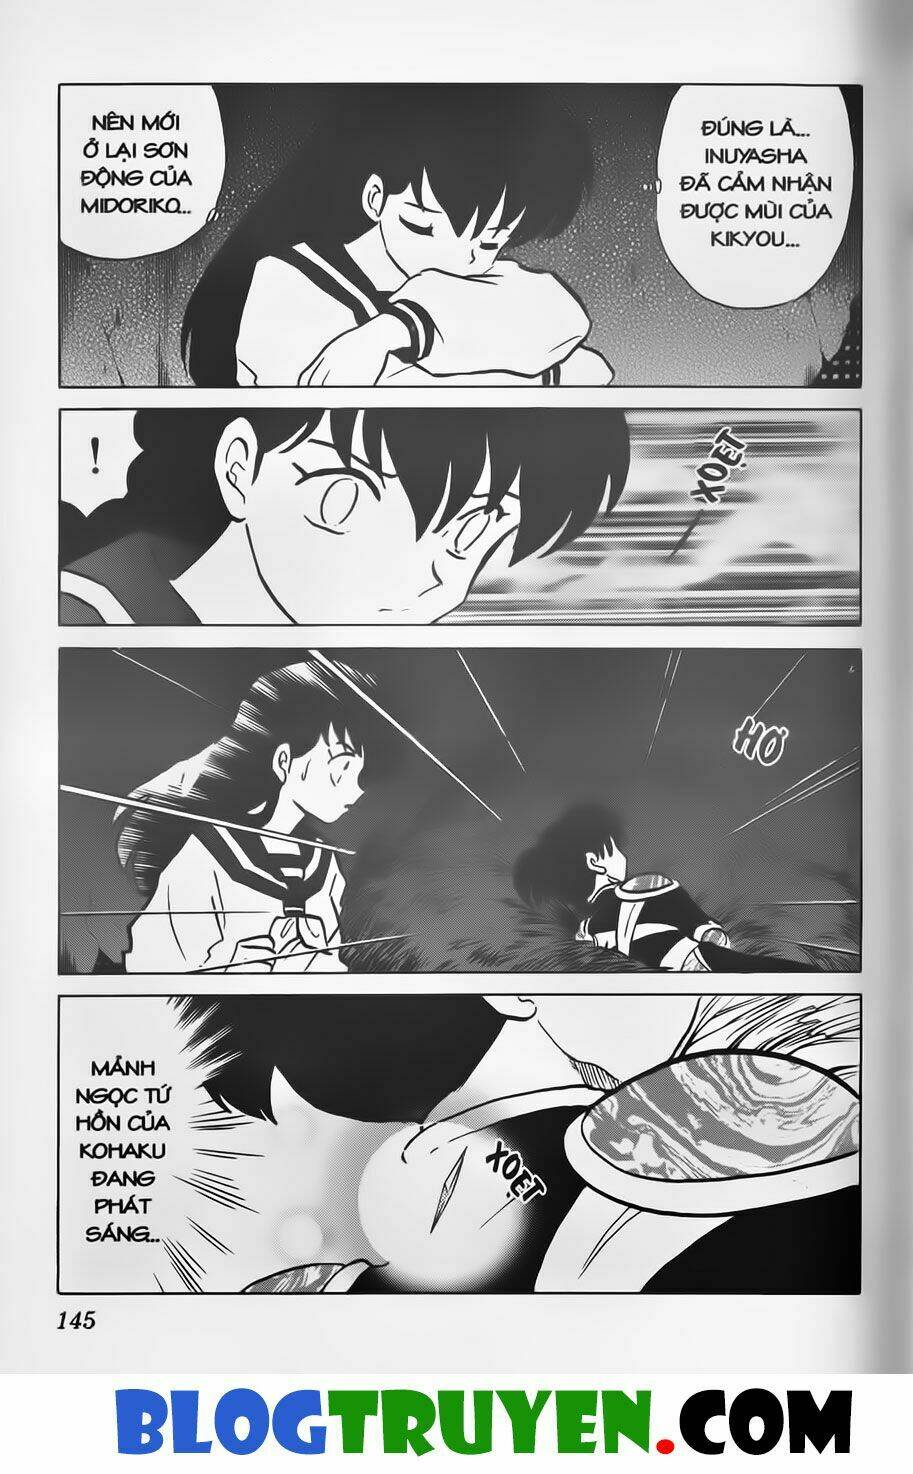 ĐÚNG LÀ...
INUYASHA
ĐÃ CẢM NHẬN
ĐƯỢC MÙI CỦA
KIKYOU...
NÊN MỚI
Ở LẠI SƠN
ĐỘNG CỦA
MIDORIKO...
!
XOẸT
HƠ
MẢNH
NGỌC TỨ
HỒN CỦA
KOHAKU
ĐANG
PHÁT
SÁNG...
XOẸT
145
BLOGTRUYEN.COM